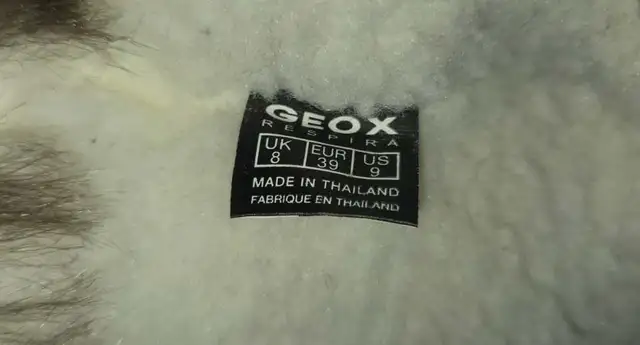 GEOX
RESPIRA
UK EUR US
8 39 9
MADE IN THAILAND
FABRIQUE EN THAILAND